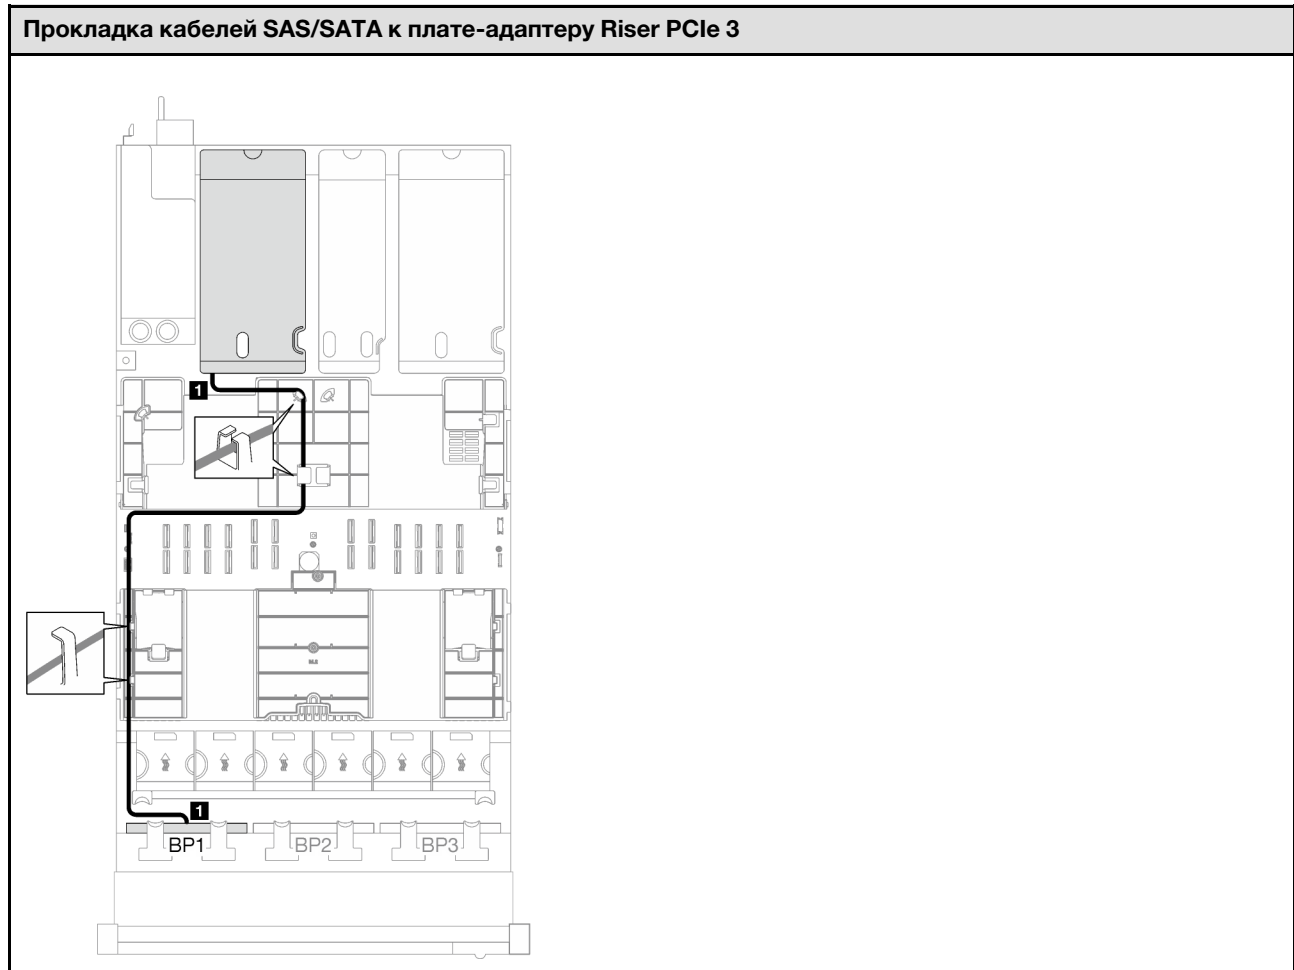 Прокладка кабелей SAS/SATA к плате-адаптеру Riser PCIe 3
1
1
BP1
BP2
BP3